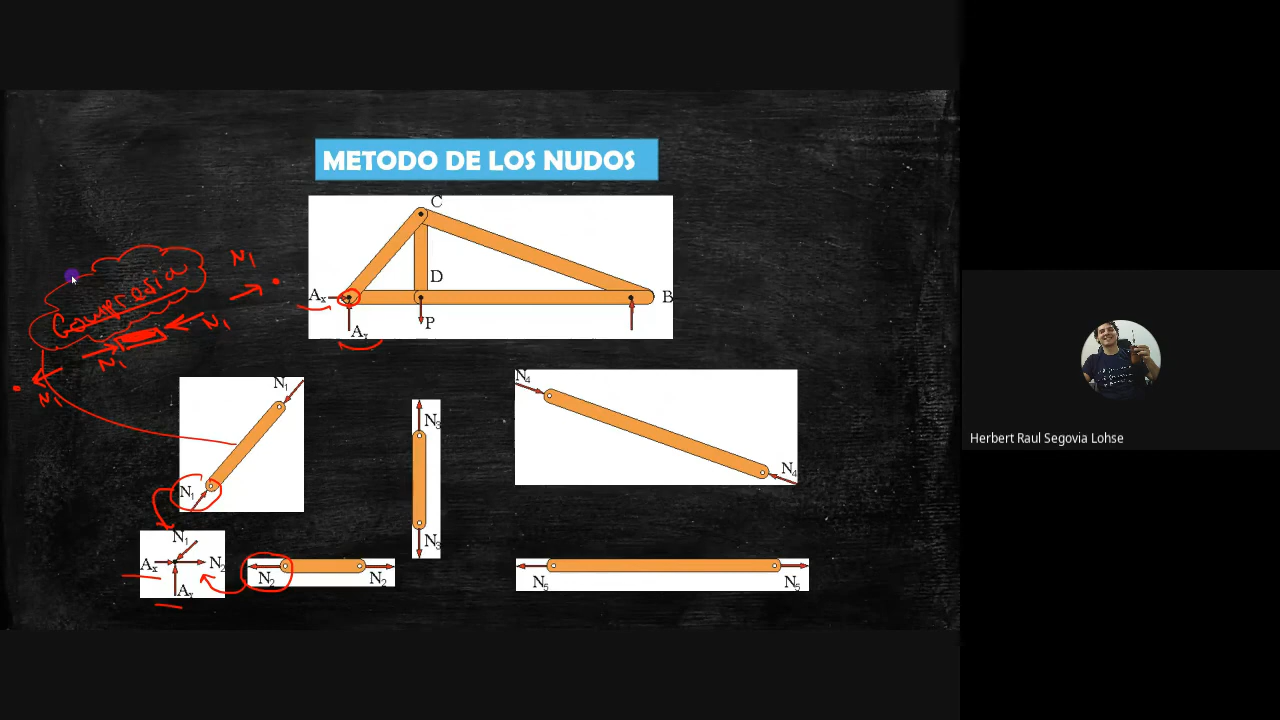 METODO DE LOS NUDOS
C
D
Ax
B
P
Ay
N1
Compresión
N1
N1
N1
N1
N4
N3
N4
N1
N3
N1
Ax
N2
Ay
N2
N2
N5
N5
Herbert Raul Segovia Lohse